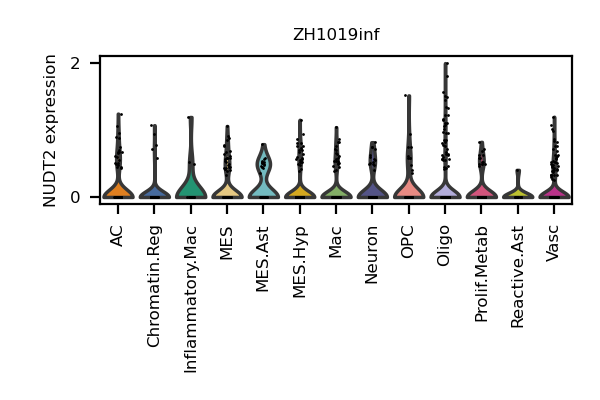 ZH1019inf
NUDT2 expression
2
0
AC
Chromatin.Reg
Inflammatory.Mac
MES
MES.Ast
MES.Hyp
Mac
Neuron
OPC
Oligo
Prolif.Metab
Reactive.Ast
Vasc